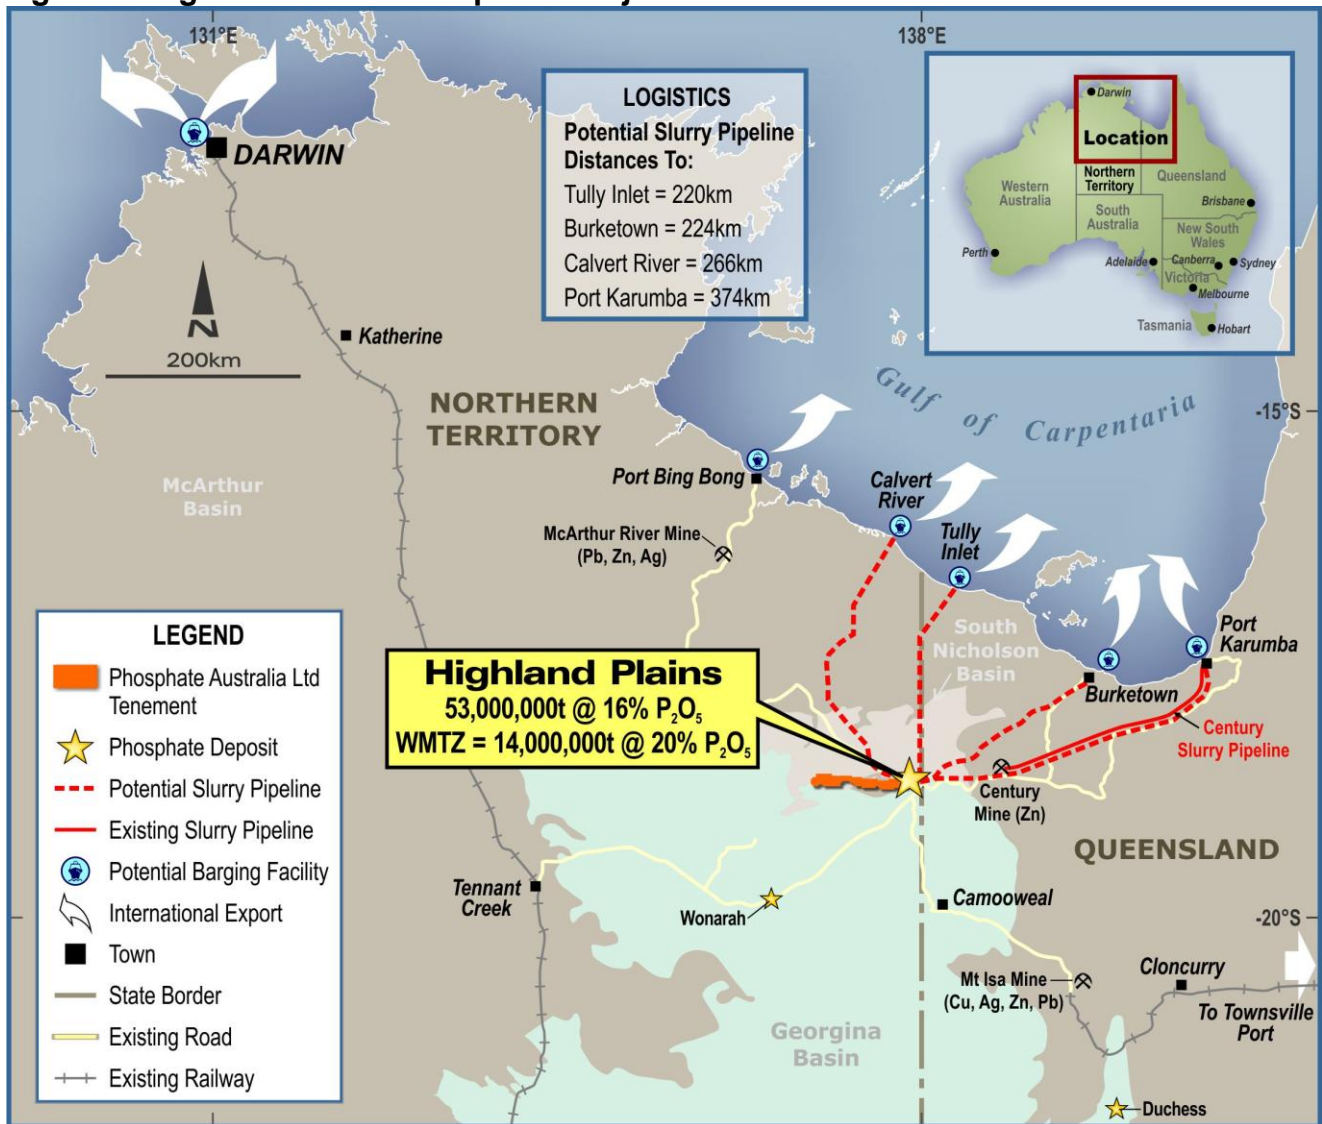 131°E
138°E
DARWIN
LOGISTICS
Potential Slurry Pipeline
Distances To:
Tully Inlet = 220km
Burketown = 224km
Calvert River = 266km
Port Karumba = 374km
Darwin
Location
Northern
Territory
Western
Australia
Queensland
South
Australia
Brisbane
New South
Wales
Perth
Adelaide
Canberra
Sydney
Victoria
Melbourne
Tasmania
Hobart
N
200km
Katherine
NORTHERN
TERRITORY
Gulf of Carpentaria
-15°S
McArthur
Basin
Port Bing Bong
Calvert
River
McArthur River Mine
(Pb, Zn, Ag)
Tully
Inlet
South
Nicholson
Basin
Port
Karumba
Burketown
Century
Slurry Pipeline
Highland Plains
53,000,000t @ 16% P₂O₅
WMTZ = 14,000,000t @ 20% P₂O₅
Century
Mine (Zn)
QUEENSLAND
LEGEND
Phosphate Australia Ltd
Tenement
Phosphate Deposit
Potential Slurry Pipeline
Existing Slurry Pipeline
Potential Barging Facility
International Export
Town
State Border
Existing Road
Existing Railway
Tennant
Creek
Wonarah
Camooweal
-20°S
Mt Isa Mine
(Cu, Ag, Zn, Pb)
Cloncurry
To Townsville
Port
Georgina
Basin
Duchess